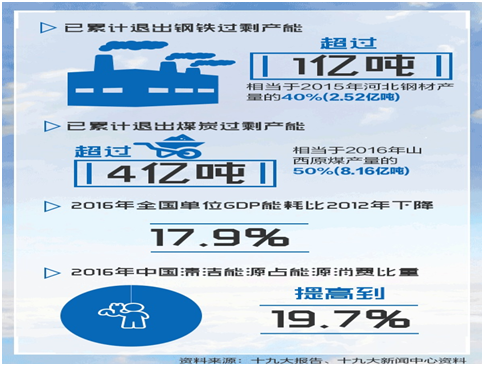 已累计退出钢铁过剩产能
超过
1亿吨
相当于2015年河北钢材产
量的40%(2.52亿吨)
已累计退出煤炭过剩产能
超过
4亿吨
相当于2016年山
西原煤产量的
50%(8.16亿吨)
2016年全国单位GDP能耗比2012年下降
17.9%
2016年中国清洁能源占能源消费比重
提高到
19.7%
资料来源：十九大报告、十九大新闻中心资料